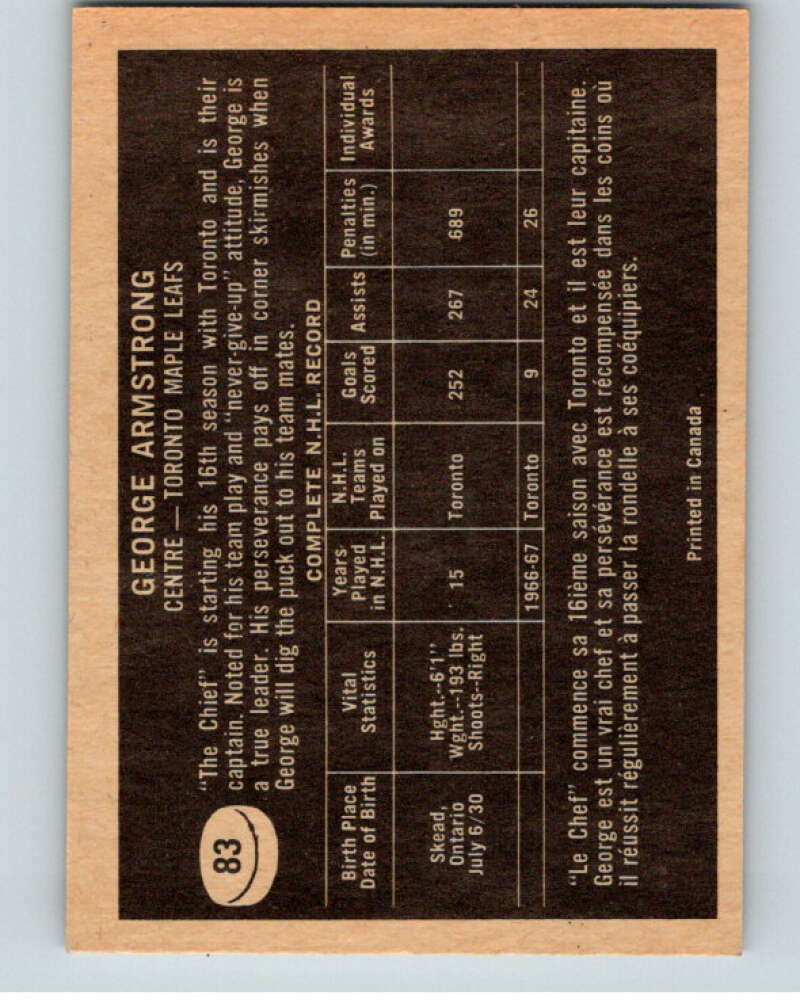 GEORGE ARMSTRONG
CENTRE — TORONTO MAPLE LEAFS
83
“The Chief” is starting his 16th season with Toronto and is their
captain. Noted for his team play and “never-give-up” attitude, George is
a true leader. His perseverance pays off in corner skirmishes when
George will dig the puck out to his team mates.
COMPLETE N.H.L. RECORD
Birth Place Date of Birth | Vital Statistics | Years Played in N.H.L. | N.H.L. Teams Played on | Goals Scored | Assists | Penalties (in min.) | Individual Awards
Skead, Ontario July 6/30 | Hght.--6'1" Wght.--193 lbs. Shoots--Right | 15 | Toronto | 252 | 267 | 689
1966-67 | Toronto | 9 | 24 | 26
“Le Chef” commence sa 16ième saison avec Toronto et il est leur capitaine.
George est un vrai chef et sa persévérance est récompensée dans les coins où
il réussit régulièrement à passer la rondelle à ses coéquipiers.
Printed in Canada